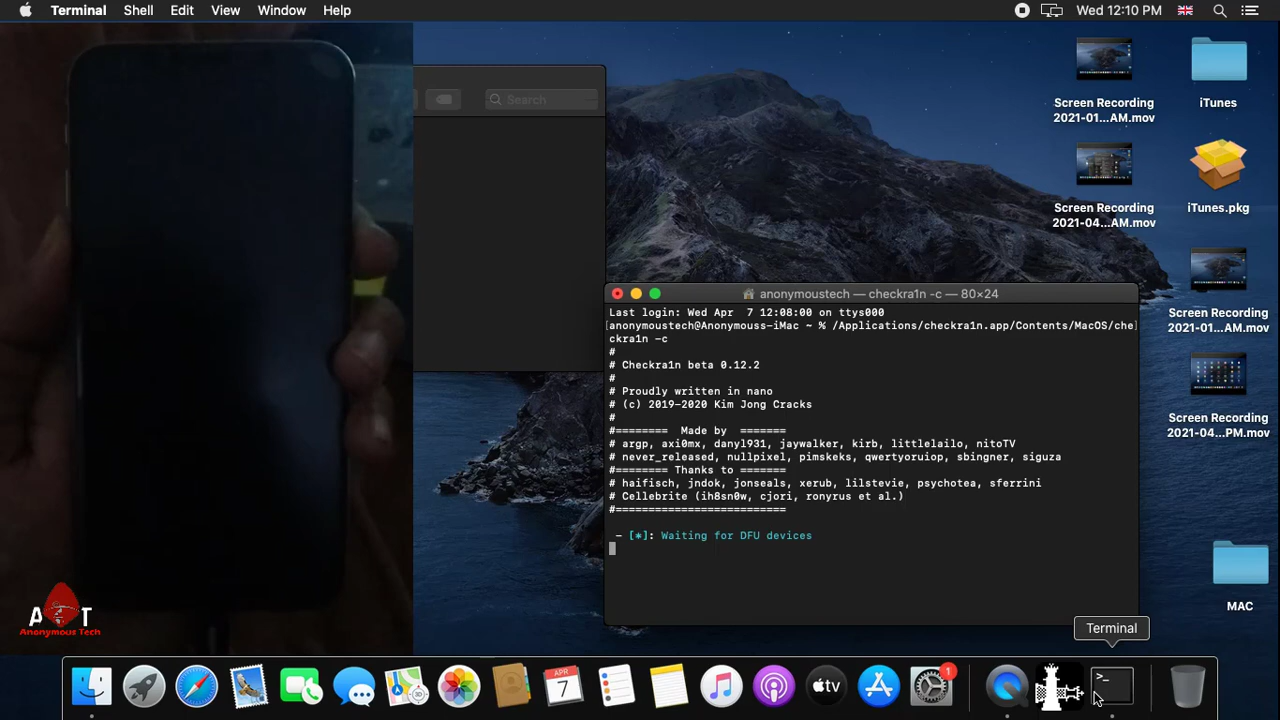 Terminal Shell Edit View Window Help
Wed 12:10 PM
Search
Screen Recording
2021-01...AM.mov
iTunes
Screen Recording
2021-04....AM.mov
iTunes.pkg
Screen Recording
2021-01...AM.mov
Screen Recording
2021-04....PM.mov
MAC
anonymoustech — checkra1n -c — 80×24
Last login: Wed Apr  7 12:08:00 on ttys000
[anonymoustech@Anonymouss-iMac ~ % /Applications/checkra1n.app/Contents/MacOS/che]
ckra1n -c
#
# Checkra1n beta 0.12.2
#
# Proudly written in nano
# (c) 2019-2020 Kim Jong Cracks
#
#========  Made by  =======
# argp, axi0mx, danyl931, jaywalker, kirb, littlelailo, nitoTV
# never_released, nullpixel, pimskeks, qwertyoruiop, sbingner, siguza
#======== Thanks to =======
# haifisch, jndok, jonseals, xerub, lilstevie, psychotea, sferrini
# Cellebrite (ih8sn0w, cjori, ronyrus et al.)
#==========================
- [*]: Waiting for DFU devices
Terminal
A T
Anonymous Tech
APR
7
tv
1
>_